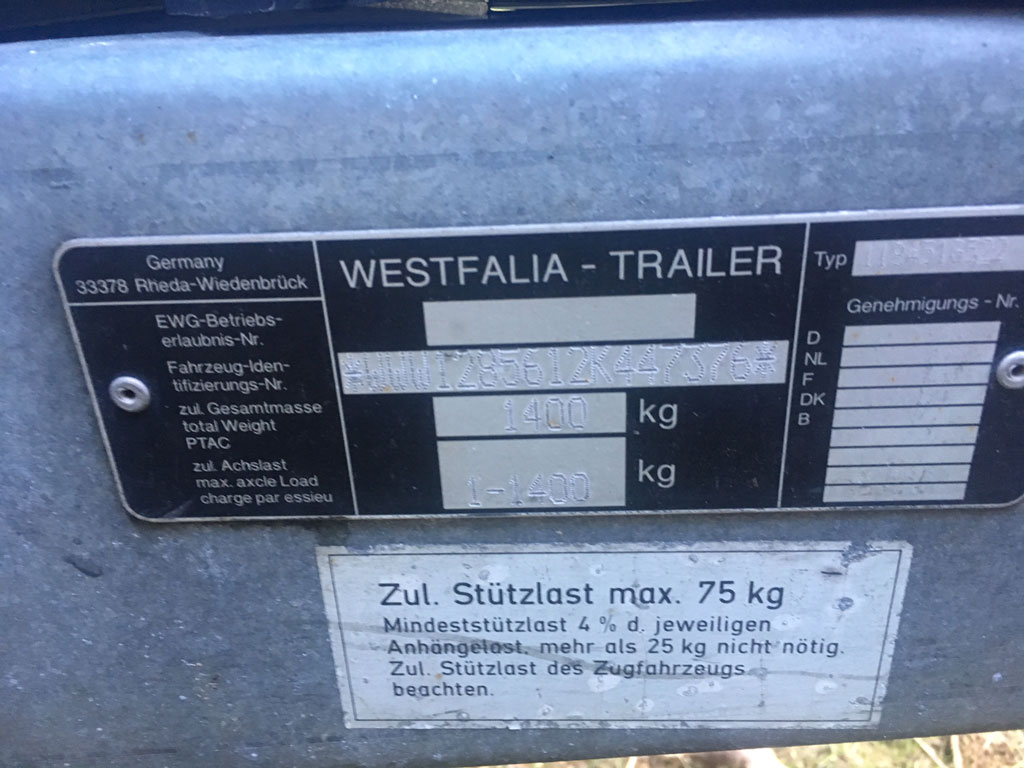 Germany
33378 Rheda-Wiedenbrück
WESTFALIA - TRAILER
Typ
Genehmigungs - Nr.
EWG-Betriebs-
erlaubnis-Nr.
Fahrzeug-Iden-
tifizierungs-Nr.
*WWW1285612K447376*
zul. Gesamtmasse
total Weight
PTAC
1400 kg
zul. Achslast
max. axcle Load
charge par essieu
1-1400 kg
D
NL
F
DK
B
Zul. Stützlast max. 75 kg
Mindeststützlast 4 % d. jeweiligen
Anhängelast, mehr als 25 kg nicht nötig.
Zul. Stützlast des Zugfahrzeugs
beachten.